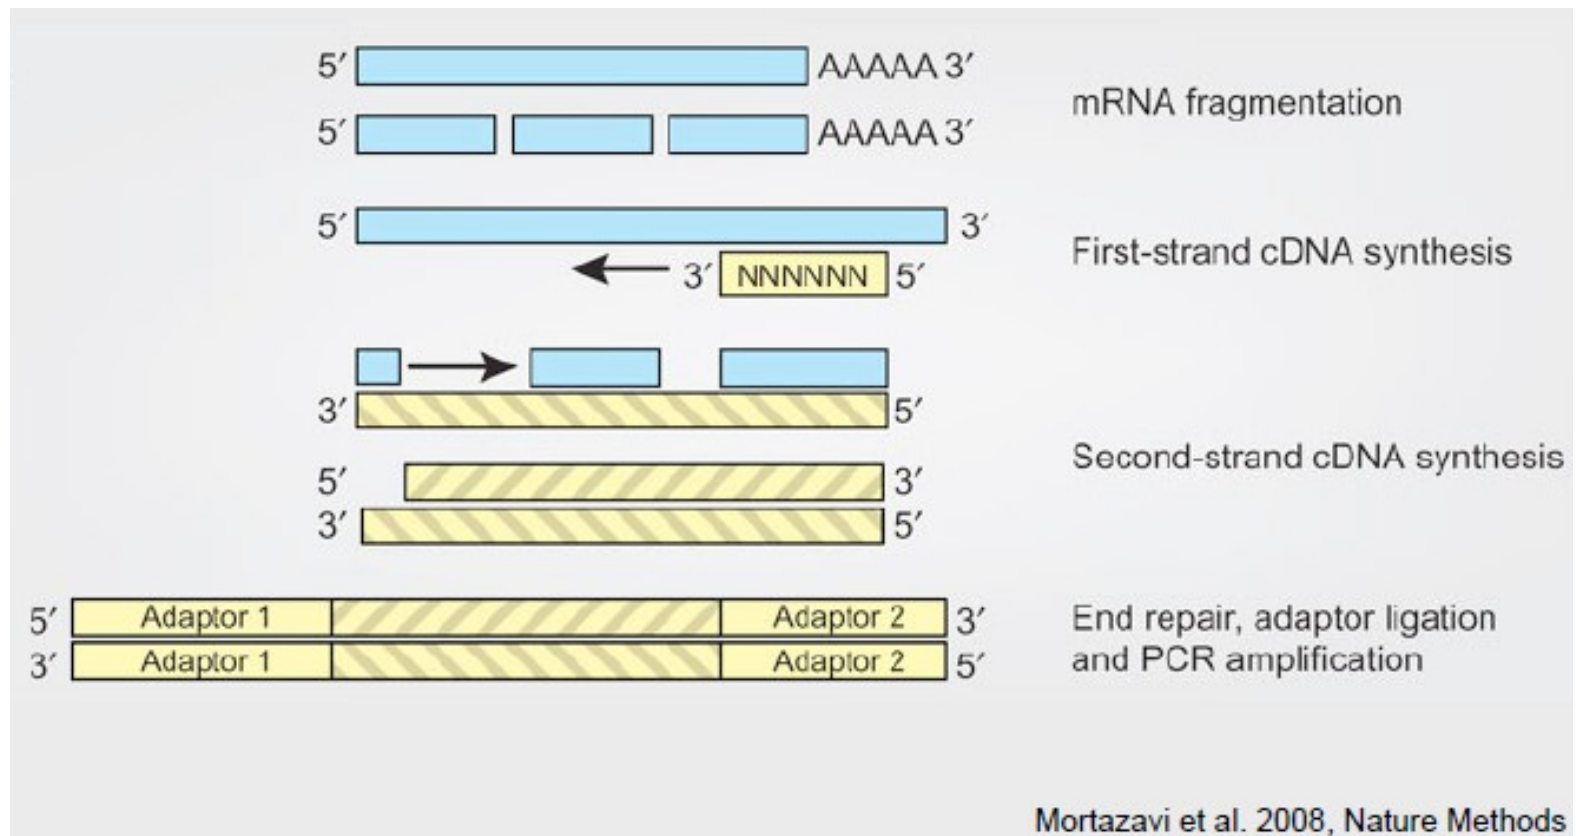 5′ AAAAA 3′
mRNA fragmentation
5′ AAAAA 3′
5′ 3′
First-strand cDNA synthesis
3′ NNNNNN 5′
3′ 5′
Second-strand cDNA synthesis
5′ 3′
3′ 5′
5′ Adaptor 1 Adaptor 2 3′
3′ Adaptor 1 Adaptor 2 5′
End repair, adaptor ligation
and PCR amplification
Mortazavi et al. 2008, Nature Methods